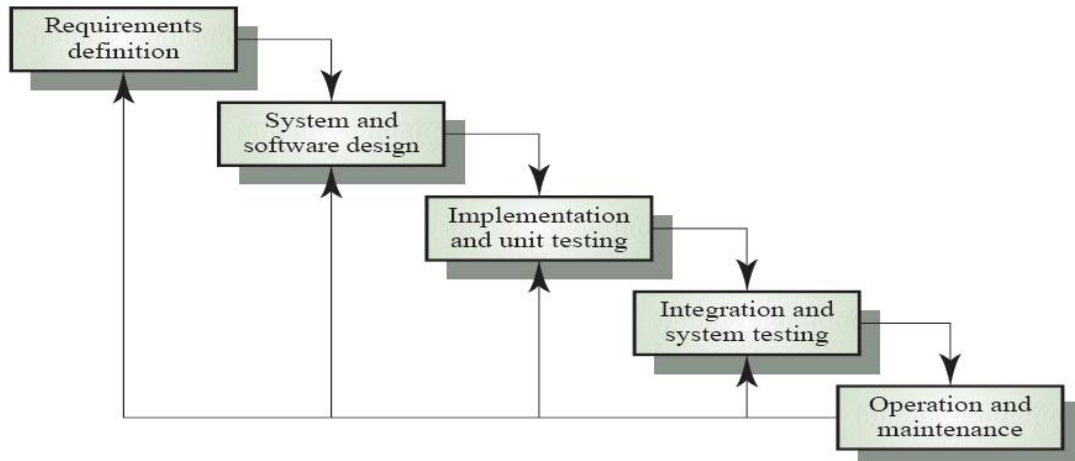 Requirements
definition
System and
software design
Implementation
and unit testing
Integration and
system testing
Operation and
maintenance